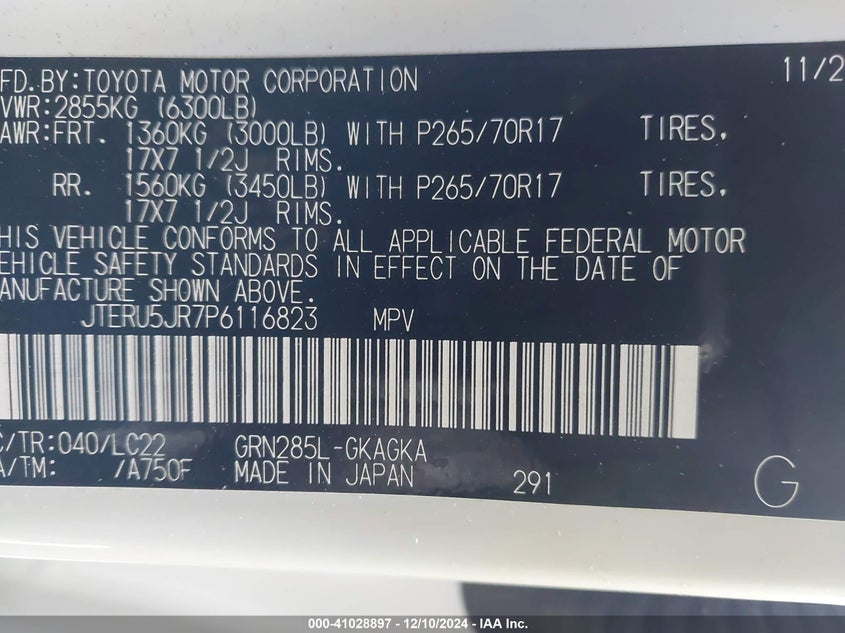 FD.BY:TOYOTA MOTOR CORPORATION 11/2
VWR:2855KG (6300LB)
AWR:FRT. 1360KG (3000LB) WITH P265/70R17 TIRES,
17X7 1/2J RIMS.
RR. 1560KG (3450LB) WITH P265/70R17 TIRES,
17X7 1/2J RIMS.
HIS VEHICLE CONFORMS TO ALL APPLICABLE FEDERAL MOTOR
EHICLE SAFETY STANDARDS IN EFFECT ON THE DATE OF
ANUFACTURE SHOWN ABOVE.
JTERU5JR7P6116823 MPV
C/TR:040/LC22 GRN285L-GKAGKA
A/TM: /A750F MADE IN JAPAN 291 G
000-41028897 - 12/10/2024 - IAA Inc.